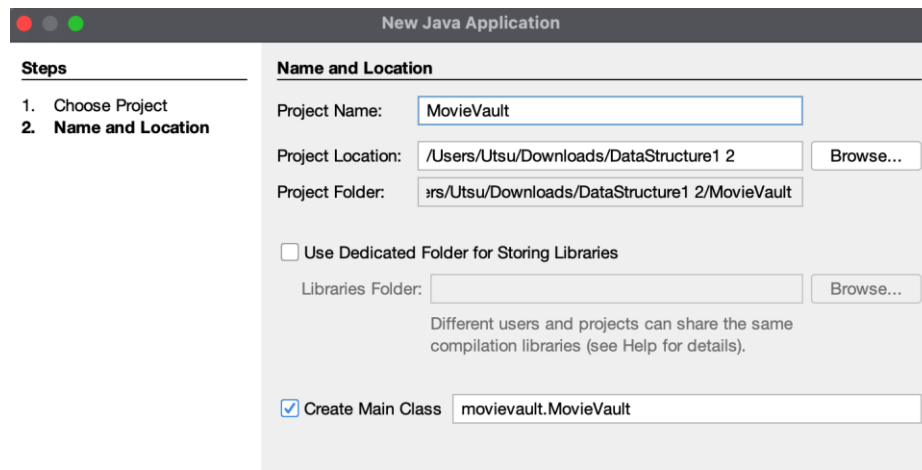 New Java Application
Steps
1. Choose Project
2. Name and Location
Name and Location
Project Name: MovieVault
Project Location: /Users/Utsu/Downloads/DataStructure1 2 Browse...
Project Folder: ers/Utsu/Downloads/DataStructure1 2/MovieVault
Use Dedicated Folder for Storing Libraries
Libraries Folder: Browse...
Different users and projects can share the same
compilation libraries (see Help for details).
Create Main Class movievault.MovieVault